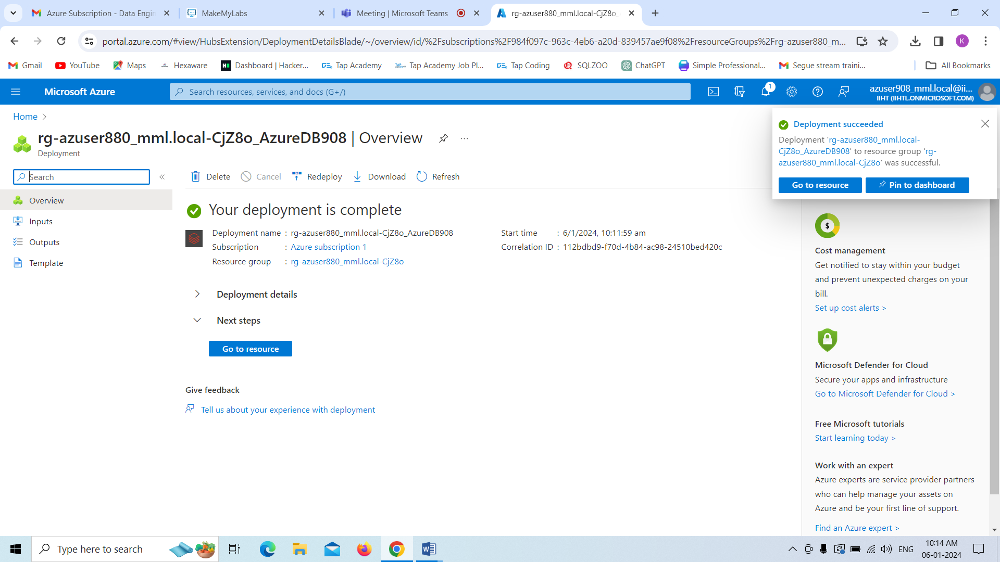 Azure Subscription - Data Engin
MakeMyLabs
Meeting | Microsoft Teams
rg-azuser880_mml.local-CjZ8o_
portal.azure.com/#view/HubsExtension/DeploymentDetailsBlade/~/overview/id/%2Fsubscriptions%2F984f097c-963c-4eb6-a20d-839457ae9f08%2FresourceGroups%2Frg-azuser880_m...
K
Gmail
YouTube
Maps
Hexaware
Dashboard | Hacker...
Tap Academy
Tap Academy Job Pl...
Tap Coding
SQLZOO
ChatGPT
Simple Professional...
Segue stream traini...
All Bookmarks
Microsoft Azure
Search resources, services, and docs (G+/)
1
azuser908_mml.local@ii...
IIHT (IIHTL.ONMICROSOFT.COM)
Home
rg-azuser880_mml.local-CjZ8o_AzureDB908 | Overview
Deployment
Search
Overview
Inputs
Outputs
Template
Delete
Cancel
Redeploy
Download
Refresh
Your deployment is complete
Deployment name : rg-azuser880_mml.local-CjZ8o_AzureDB908
Subscription : Azure subscription 1
Resource group : rg-azuser880_mml.local-CjZ8o
Start time : 6/1/2024, 10:11:59 am
Correlation ID : 112bdbd9-f70d-4b84-ac98-24510bed420c
Deployment details
Next steps
Go to resource
Give feedback
Tell us about your experience with deployment
Deployment succeeded
Deployment 'rg-azuser880_mml.local-
CjZ8o_AzureDB908' to resource group 'rg-
azuser880_mml.local-CjZ8o' was successful.
Go to resource
Pin to dashboard
Cost management
Get notified to stay within your budget
and prevent unexpected charges on your
bill.
Set up cost alerts >
Microsoft Defender for Cloud
Secure your apps and infrastructure
Go to Microsoft Defender for Cloud >
Free Microsoft tutorials
Start learning today >
Work with an expert
Azure experts are service provider partners
who can help manage your assets on
Azure and be your first line of support.
Find an Azure expert >
Type here to search
ENG
10:14 AM
06-01-2024